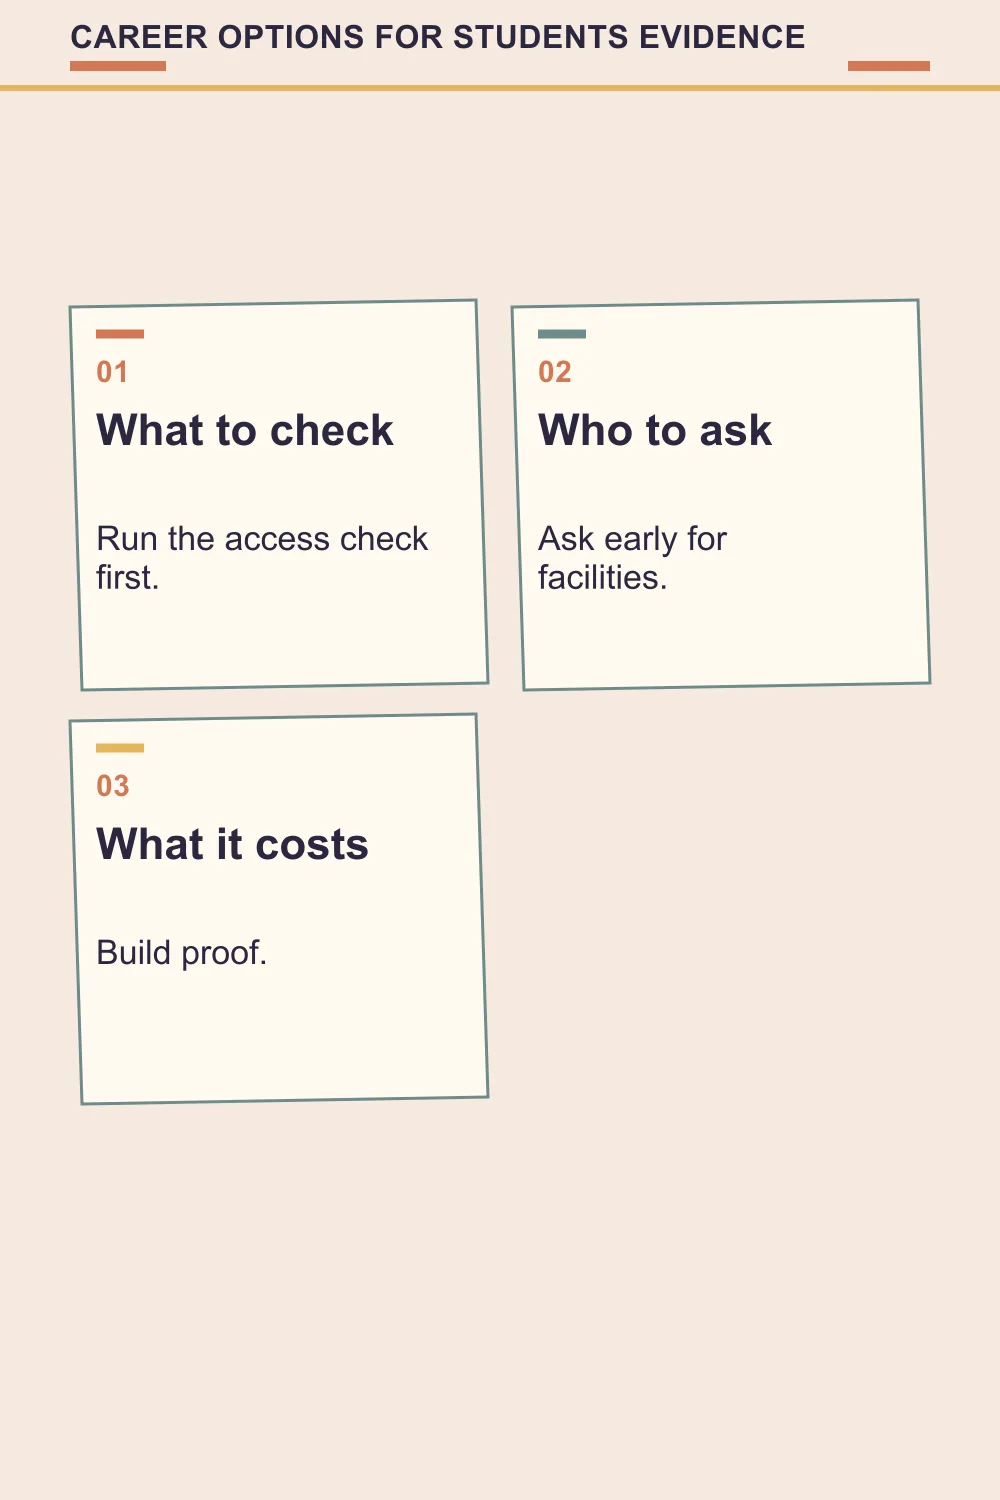 CAREER OPTIONS FOR STUDENTS EVIDENCE
01
What to check
Run the access check
first.
02
Who to ask
Ask early for
facilities.
03
What it costs
Build proof.